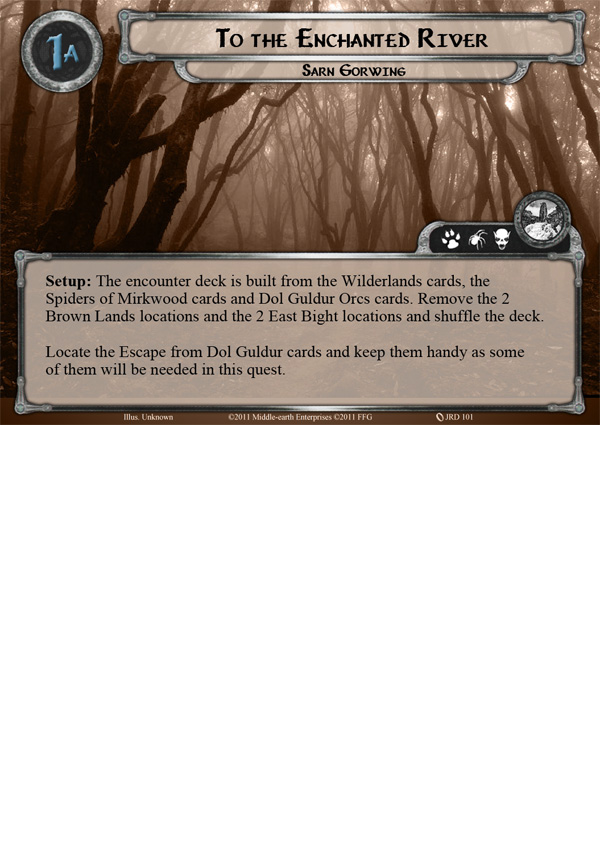 1A
To the Enchanted River
Sarn Gorwing
Setup: The encounter deck is built from the Wilderlands cards, the
Spiders of Mirkwood cards and Dol Guldur Orcs cards. Remove the 2
Brown Lands locations and the 2 East Bight locations and shuffle the deck.
Locate the Escape from Dol Guldur cards and keep them handy as some
of them will be needed in this quest.
Illus. Unknown ©2011 Middle-earth Enterprises ©2011 FFG JRD 101